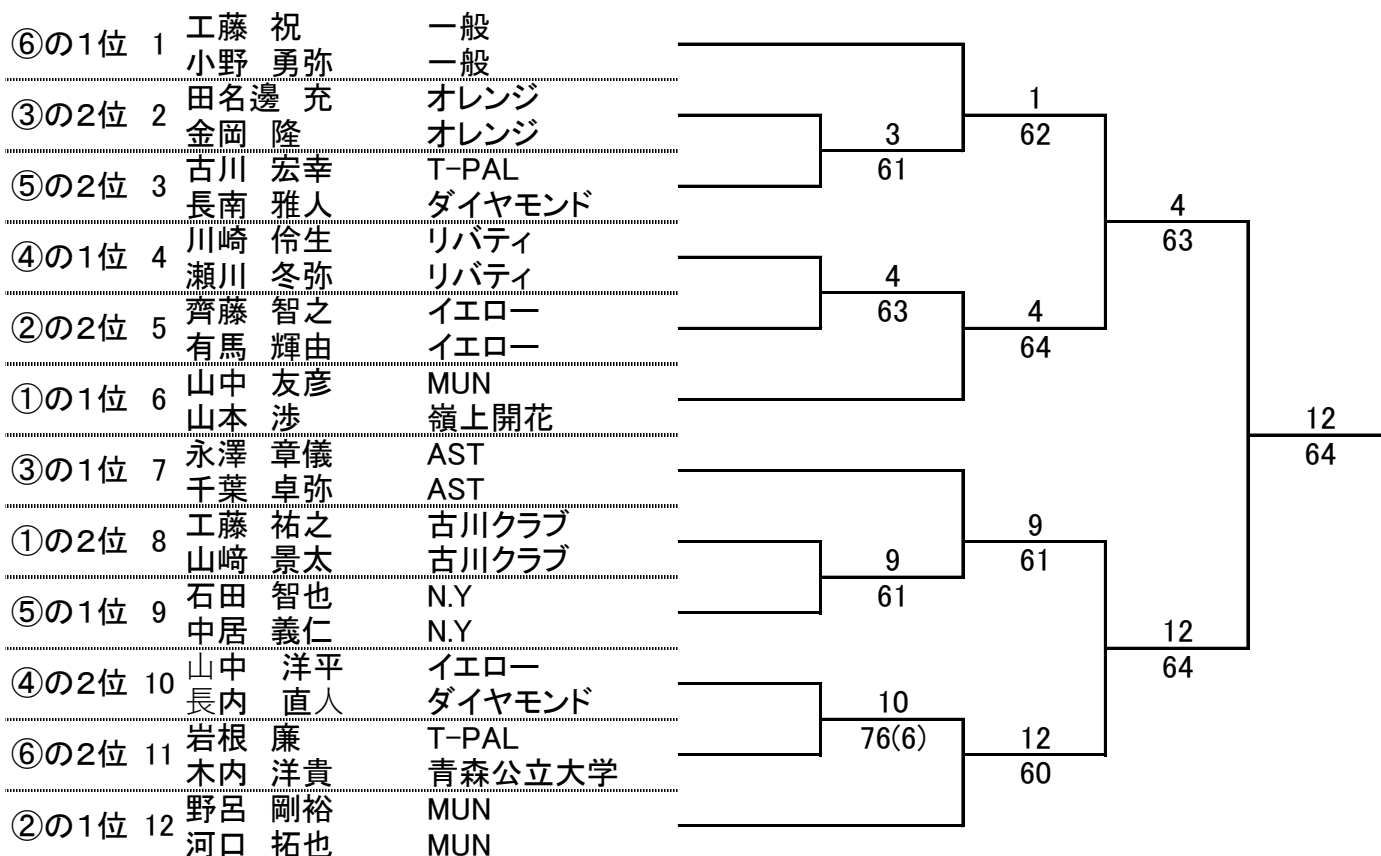 ⑥の1位 1 工藤 祝 一般
小野 勇弥 一般
③の2位 2 田名邊 充 オレンジ
金岡 隆 オレンジ
⑤の2位 3 古川 宏幸 T-PAL
長南 雅人 ダイヤモンド
④の1位 4 川崎 伶生 リバティ
瀬川 冬弥 リバティ
②の2位 5 齊藤 智之 イエロー
有馬 輝由 イエロー
①の1位 6 山中 友彦 MUN
山本 渉 嶺上開花
③の1位 7 永澤 章儀 AST
千葉 卓弥 AST
①の2位 8 工藤 祐之 古川クラブ
山﨑 景太 古川クラブ
⑤の1位 9 石田 智也 N.Y
中居 義仁 N.Y
④の2位 10 山中 洋平 イエロー
長内 直人 ダイヤモンド
⑥の2位 11 岩根 廉 T-PAL
木内 洋貴 青森公立大学
②の1位 12 野呂 剛裕 MUN
河口 拓也 MUN
3
61
4
63
9
61
10
76(6)
1
62
4
64
9
61
12
60
4
63
12
64
12
64